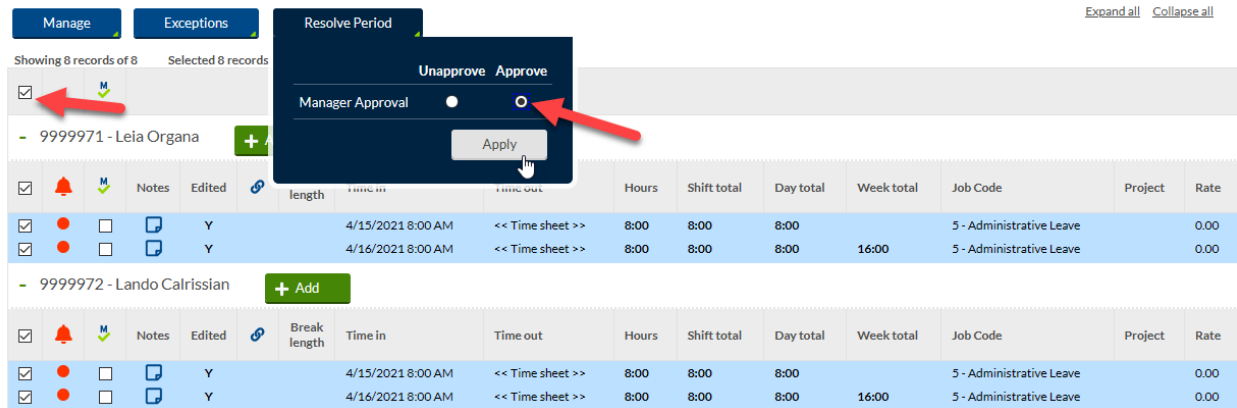 Expand all Collapse all
Manage Exceptions Resolve Period
Showing 8 records of 8 Selected 8 records
Unapprove Approve
M
Manager Approval
Apply
- 9999971 - Leia Organa +
M Notes Edited length Hours Shift total Day total Week total Job Code Project Rate
Y 4/15/2021 8:00 AM << Time sheet >> 8:00 8:00 8:00 5 - Administrative Leave 0.00
Y 4/16/2021 8:00 AM << Time sheet >> 8:00 8:00 8:00 16:00 5 - Administrative Leave 0.00
- 9999972 - Lando Calrissian + Add
M Notes Edited Break length Time in Time out Hours Shift total Day total Week total Job Code Project Rate
Y 4/15/2021 8:00 AM << Time sheet >> 8:00 8:00 8:00 5 - Administrative Leave 0.00
Y 4/16/2021 8:00 AM << Time sheet >> 8:00 8:00 8:00 16:00 5 - Administrative Leave 0.00